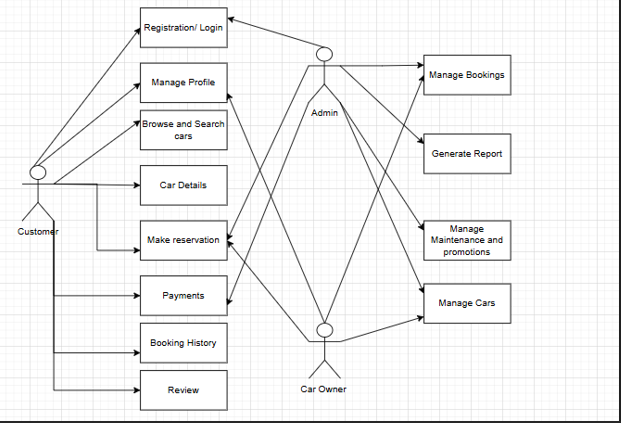 Registration/ Login
Manage Profile
Browse and Search
cars
Car Details
Make reservation
Payments
Booking History
Review
Customer
Admin
Car Owner
Manage Bookings
Generate Report
Manage
Maintenance and
promotions
Manage Cars